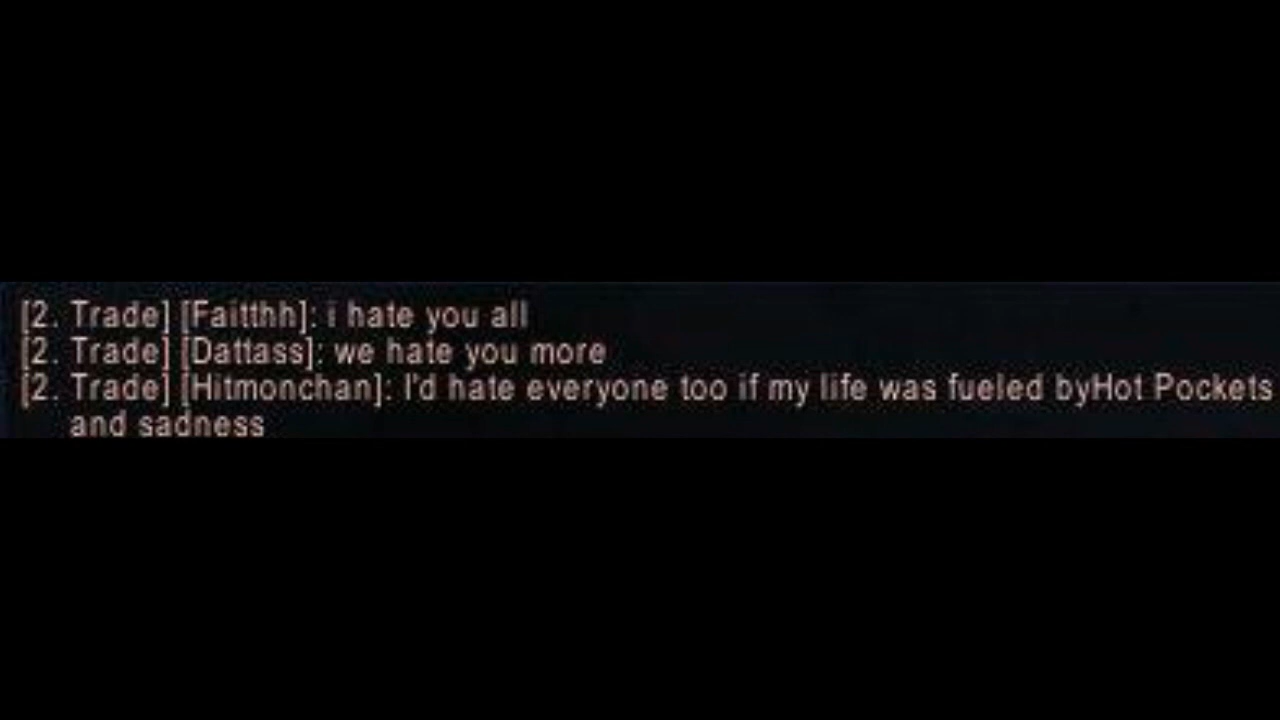 [2. Trade] [Faitthh]: i hate you all
[2. Trade] [Dattass]: we hate you more
[2. Trade] [Hitmonchan]: I'd hate everyone too if my life was fueled byHot Pockets
and sadness